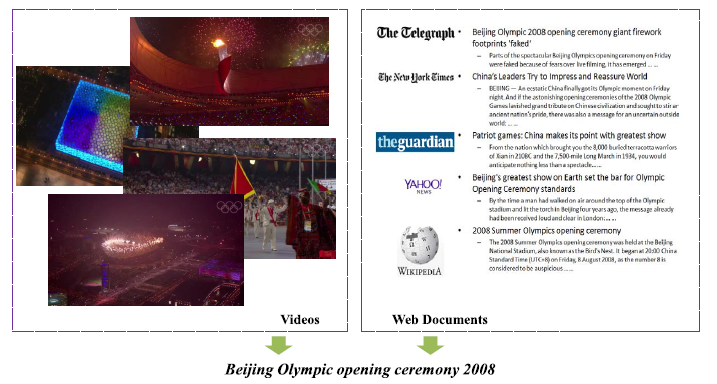 The Telegraph
• Beijing Olympic 2008 opening ceremony giant firework
footprints 'faked'
– Parts of the spectacular Beijing Olympics opening ceremony on Friday
were faked because of fears over live filming, it has emerged ... ...
The New York Times
• China's Leaders Try to Impress and Reassure World
– BEIJING — An ecstatic China finally got its Olympic moment on Friday
night. And if the astonishing opening ceremonies of the 2008 Olympic
Games lavished grand tribute on Chinese civilization and sought to stir an
ancient nation's pride, there was also a message for an uncertain outside
world: ... ...
theguardian
• Patriot games: China makes its point with greatest show
– From the nation which brought you the 8,000 buried terracotta warriors
of Xian in 210BC and the 7,500 mile Long March in 1934, you would
anticipate nothing less than a spectacle... ...
YAHOO!
NEWS
• Beijing's greatest show on Earth set the bar for Olympic
Opening Ceremony standards
– By the time a man had walked on air around the top of the Olympic
stadium and lit the torch in Beijing four years ago, the message already
had been received loud and clear in London: ... ...
WIKIPEDIA
• 2008 Summer Olympics opening ceremony
– The 2008 Summer Olympics opening ceremony was held at the Beijing
National Stadium, also known as the Bird's Nest. It began at 20:00 China
Standard Time (UTC+8) on Friday, 8 August 2008, as the number 8 is
considered to be auspicious ... ...
Videos
Web Documents
Beijing Olympic opening ceremony 2008